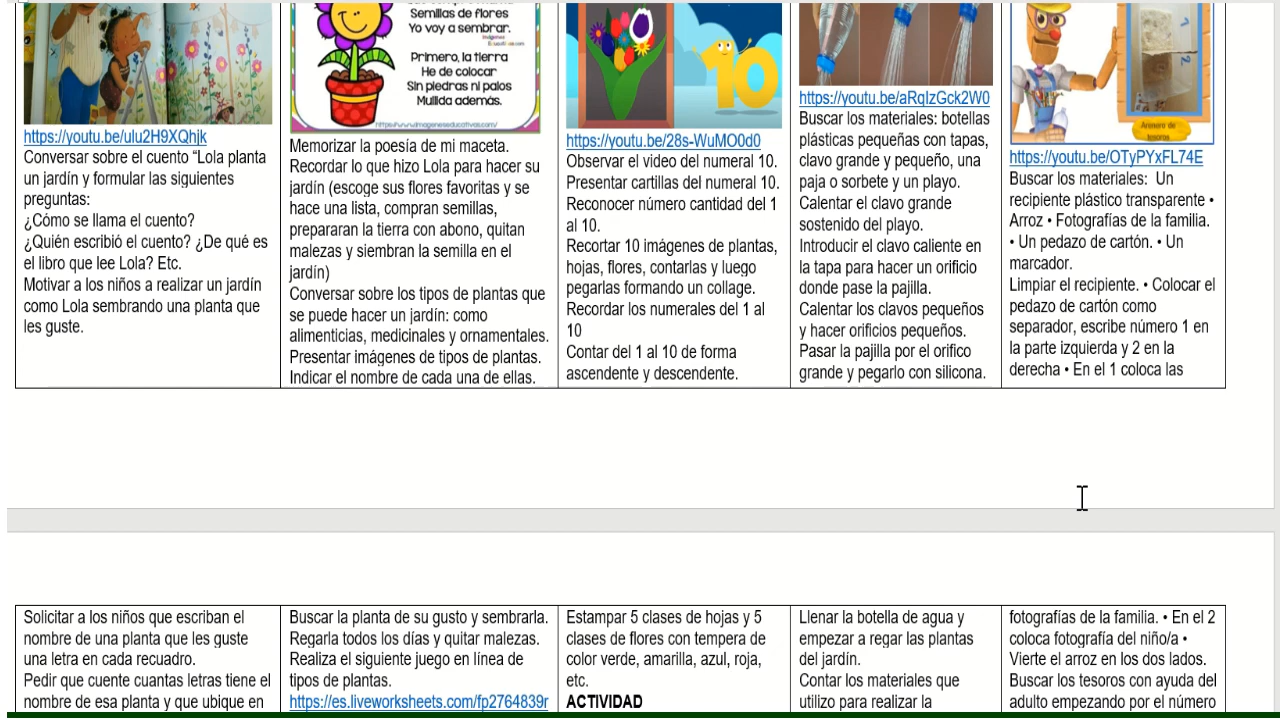 https://youtu.be/ulu2H9XQhjk
Conversar sobre el cuento “Lola planta
un jardín y formular las siguientes
preguntas:
¿Cómo se llama el cuento?
¿Quién escribió el cuento? ¿De qué es
el libro que lee Lola? Etc.
Motivar a los niños a realizar un jardín
como Lola sembrando una planta que
les guste.
Semillas de flores
Yo voy a sembrar.
Primero, la tierra
He de colocar
Sin piedras ni palos
Mullida además.
https://www.imageneseducativas.com/
Memorizar la poesía de mi maceta.
Recordar lo que hizo Lola para hacer su
jardín (escoge sus flores favoritas y se
hace una lista, compran semillas,
prepararan la tierra con abono, quitan
malezas y siembran la semilla en el
jardín)
Conversar sobre los tipos de plantas que
se puede hacer un jardín: como
alimenticias, medicinales y ornamentales.
Presentar imágenes de tipos de plantas.
Indicar el nombre de cada una de ellas.
10
https://youtu.be/28s-WuMO0d0
Observar el video del numeral 10.
Presentar cartillas del numeral 10.
Reconocer número cantidad del 1
al 10.
Recortar 10 imágenes de plantas,
hojas, flores, contarlas y luego
pegarlas formando un collage.
Recordar los numerales del 1 al
10
Contar del 1 al 10 de forma
ascendente y descendente.
https://youtu.be/aRqIzGck2W0
Buscar los materiales: botellas
plásticas pequeñas con tapas,
clavo grande y pequeño, una
paja o sorbete y un playo.
Calentar el clavo grande
sostenido del playo.
Introducir el clavo caliente en
la tapa para hacer un orificio
donde pase la pajilla.
Calentar los clavos pequeños
y hacer orificios pequeños.
Pasar la pajilla por el orifico
grande y pegarlo con silicona.
2
Arenero de
tesoros
https://youtu.be/OTyPYxFL74E
Buscar los materiales: Un
recipiente plástico transparente •
Arroz • Fotografías de la familia.
• Un pedazo de cartón. • Un
marcador.
Limpiar el recipiente. • Colocar el
pedazo de cartón como
separador, escribe número 1 en
la parte izquierda y 2 en la
derecha • En el 1 coloca las
Solicitar a los niños que escriban el
nombre de una planta que les guste
una letra en cada recuadro.
Pedir que cuente cuantas letras tiene el
nombre de esa planta y que ubique en
Buscar la planta de su gusto y sembrarla.
Regarla todos los días y quitar malezas.
Realiza el siguiente juego en línea de
tipos de plantas.
https://es.liveworksheets.com/fp2764839r
Estampar 5 clases de hojas y 5
clases de flores con tempera de
color verde, amarilla, azul, roja,
etc.
ACTIVIDAD
Llenar la botella de agua y
empezar a regar las plantas
del jardín.
Contar los materiales que
utilizo para realizar la
fotografías de la familia. • En el 2
coloca fotografía del niño/a •
Vierte el arroz en los dos lados.
Buscar los tesoros con ayuda del
adulto empezando por el número